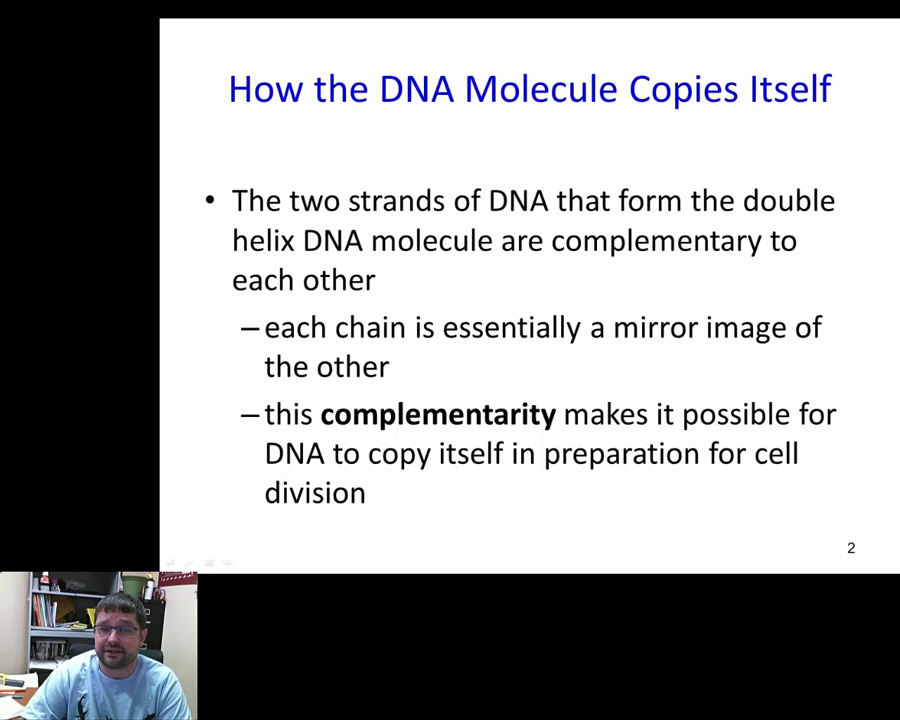 How the DNA Molecule Copies Itself
• The two strands of DNA that form the double
helix DNA molecule are complementary to
each other
– each chain is essentially a mirror image of
the other
– this complementarity makes it possible for
DNA to copy itself in preparation for cell
division
2